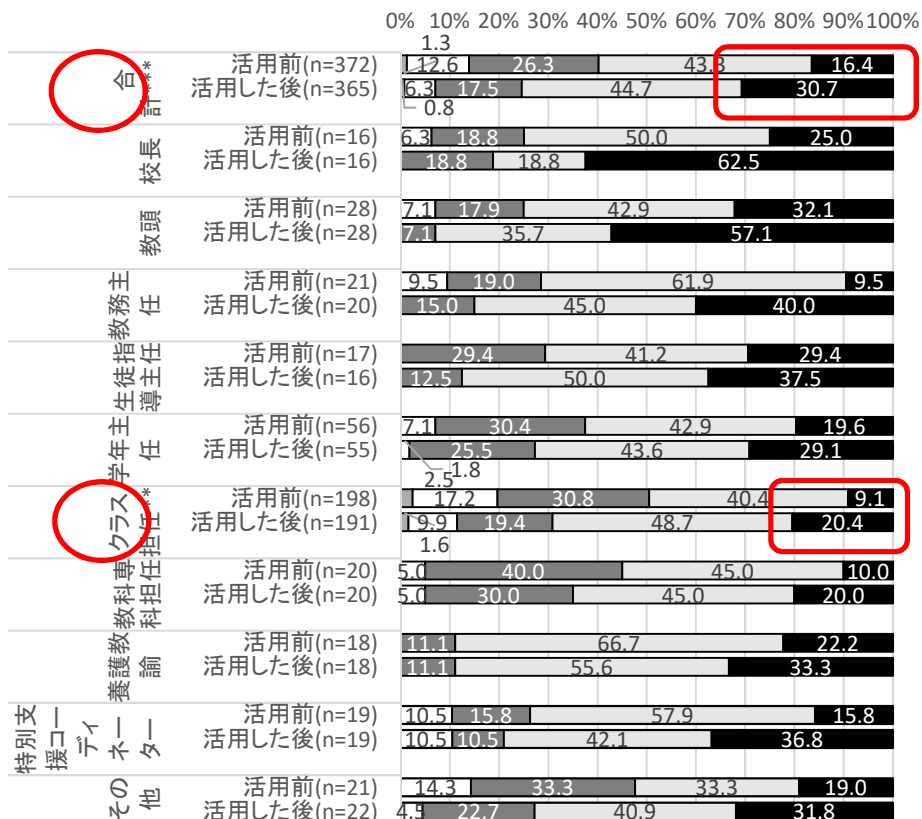 0% 10% 20% 30% 40% 50% 60% 70% 80% 90% 100%
合計**
1.3
活用前(n=372) 12.6 26.3 43.3 16.4
活用した後(n=365) 6.3 17.5 44.7 30.7
0.8
校長
活用前(n=16) 6.3 18.8 50.0 25.0
活用した後(n=16) 18.8 18.8 62.5
教頭
活用前(n=28) 7.1 17.9 42.9 32.1
活用した後(n=28) 7.1 35.7 57.1
教務主任
活用前(n=21) 9.5 19.0 61.9 9.5
活用した後(n=20) 15.0 45.0 40.0
生徒指導主任
活用前(n=17) 29.4 41.2 29.4
活用した後(n=16) 12.5 50.0 37.5
学年主任
活用前(n=56) 7.1 30.4 42.9 19.6
活用した後(n=55) 25.5 43.6 29.1
1.8
クラス担任**
2.5
活用前(n=198) 17.2 30.8 40.4 9.1
活用した後(n=191) 9.9 19.4 48.7 20.4
1.6
教科専科担任
活用前(n=20) 5.0 40.0 45.0 10.0
活用した後(n=20) 5.0 30.0 45.0 20.0
養護教諭
活用前(n=18) 11.1 66.7 22.2
活用した後(n=18) 11.1 55.6 33.3
特別支援コーディネーター
活用前(n=19) 10.5 15.8 57.9 15.8
活用した後(n=19) 10.5 10.5 42.1 36.8
その他
活用前(n=21) 14.3 33.3 33.3 19.0
活用した後(n=22) 4.5 22.7 40.9 31.8